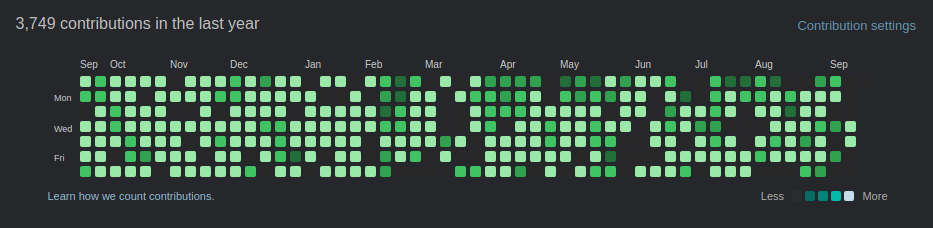 3,749 contributions in the last year
Contribution settings
Sep Oct Nov Dec Jan Feb Mar Apr May Jun Jul Aug Sep
Mon
Wed
Fri
Learn how we count contributions.
Less More